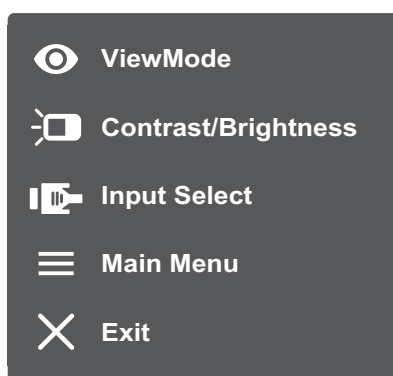 ViewMode
Contrast/Brightness
Input Select
Main Menu
Exit